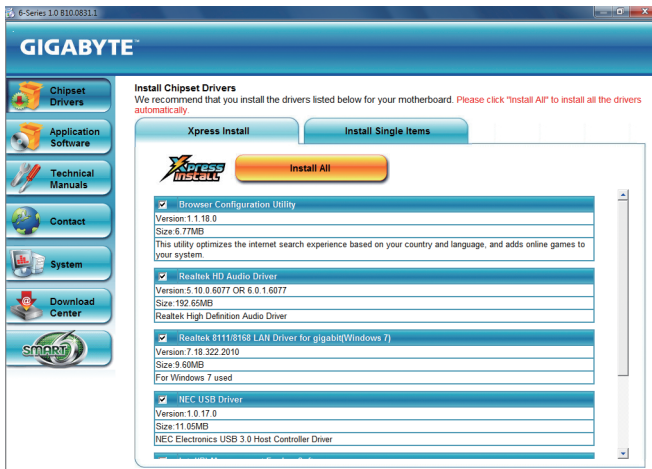 6-Series 1.0 B10.0831.1
GIGABYTE™
Chipset
Drivers
Application
Software
Technical
Manuals
Contact
System
Download
Center
SMART6
Install Chipset Drivers
We recommend that you install the drivers listed below for your motherboard. Please click "Install All" to install all the drivers
automatically.
Xpress Install
Install Single Items
Xpress
Install
Install All
Browser Configuration Utility
Version:1.1.18.0
Size:6.77MB
This utility optimizes the internet search experience based on your country and language, and adds online games to
your system.
Realtek HD Audio Driver
Version:5.10.0.6077 OR 6.0.1.6077
Size:192.65MB
Realtek High Definition Audio Driver
Realtek 8111/8168 LAN Driver for gigabit(Windows 7)
Version:7.18.322.2010
Size:9.60MB
For Windows 7 used
NEC USB Driver
Version:1.0.17.0
Size:11.05MB
NEC Electronics USB 3.0 Host Controller Driver